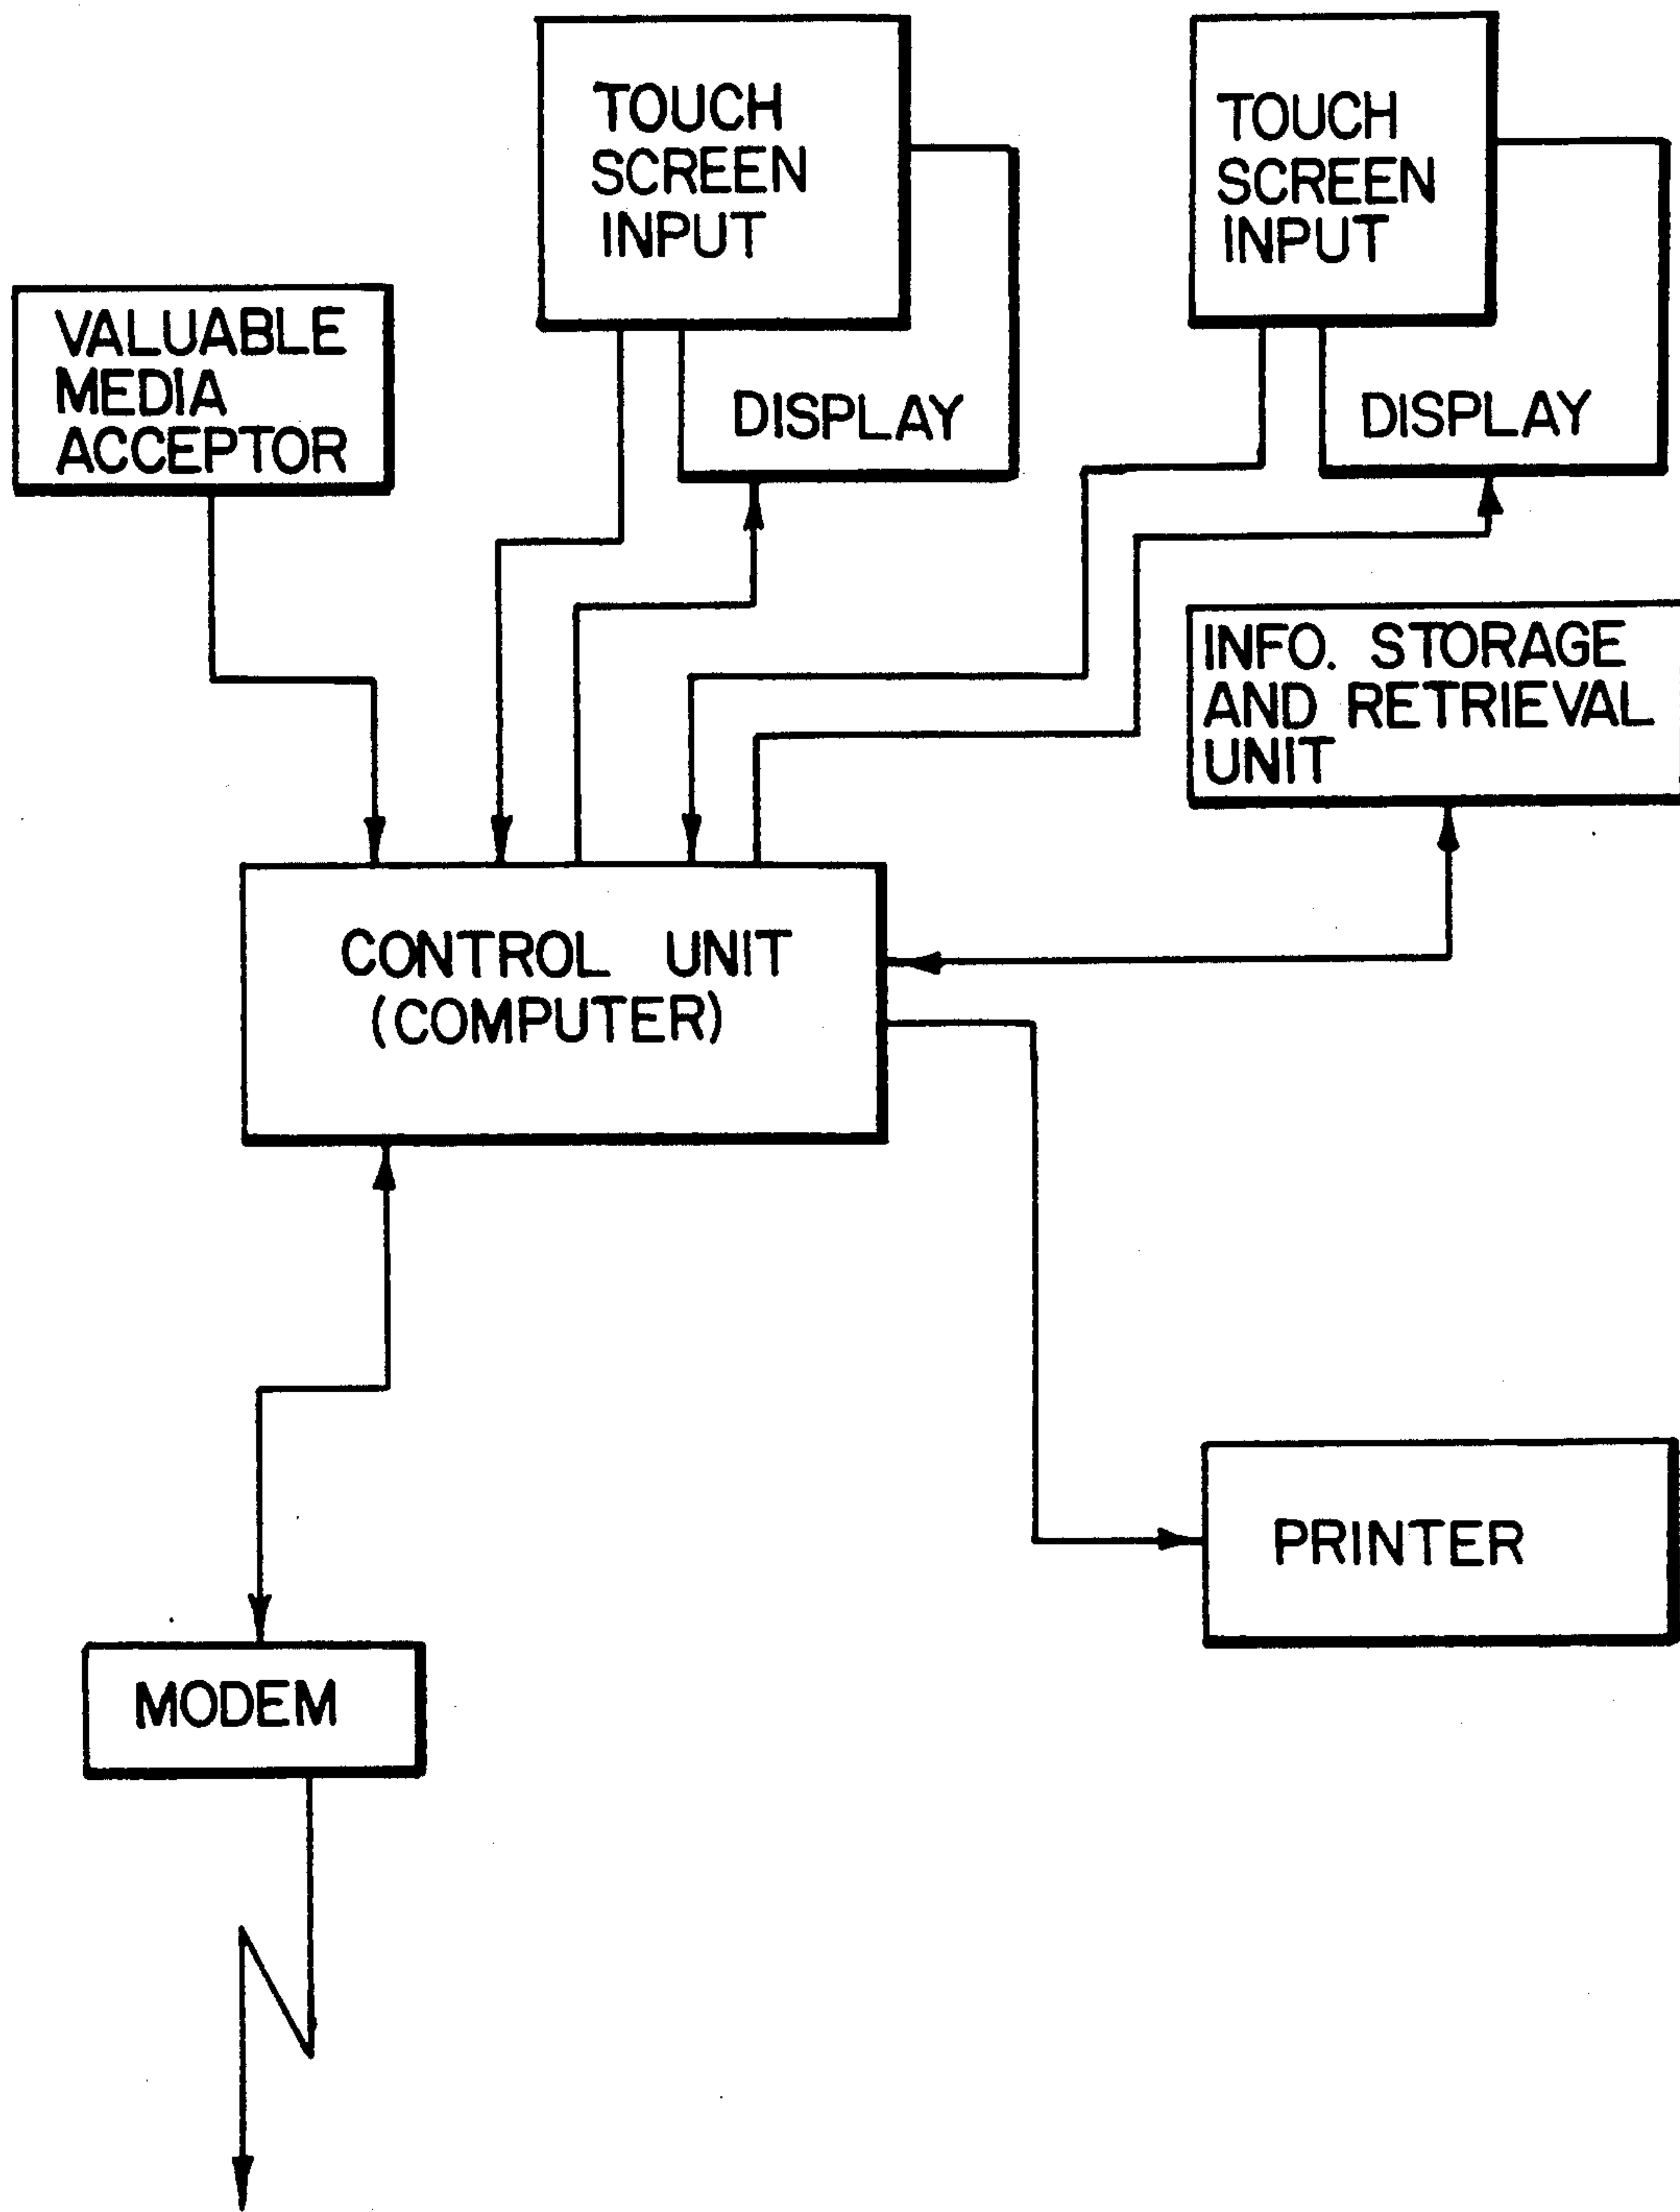 TOUCH
SCREEN
INPUT
DISPLAY
TOUCH
SCREEN
INPUT
DISPLAY
VALUABLE
MEDIA
ACCEPTOR
INFO. STORAGE
AND RETRIEVAL
UNIT
CONTROL UNIT
(COMPUTER)
PRINTER
MODEM